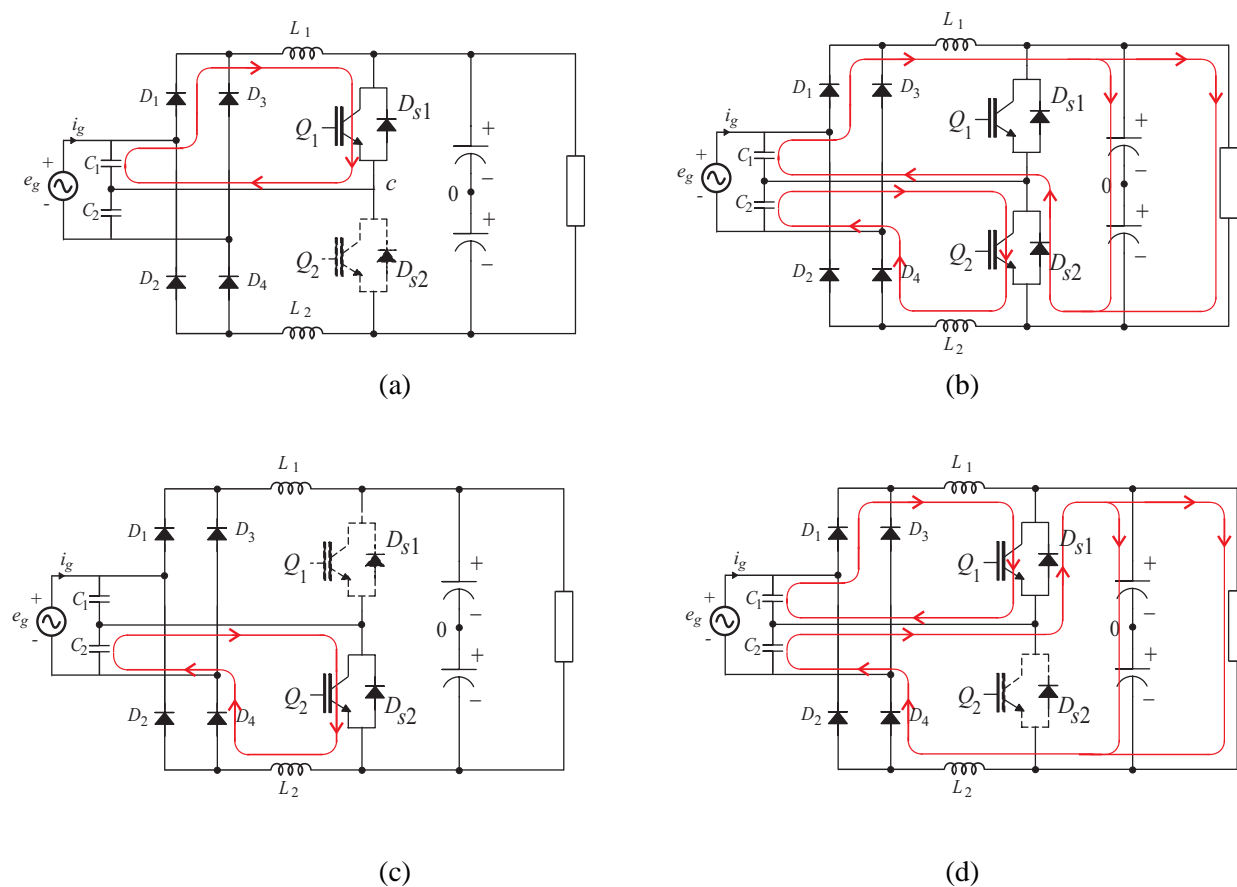 L 1
D1
D3
Q1
Ds1
ig
+
eg
-
C1
C2
c
0
+
−
+
−
Q2
Ds2
D2
D4
L 2
(a)
L 1
D1
D3
Q1
Ds1
ig
+
eg
-
C1
C2
0
+
−
+
−
Q2
Ds2
D2
D4
L 2
(b)
L 1
D1
D3
Q1
Ds1
ig
+
eg
-
C1
C2
0
+
−
+
−
Q2
Ds2
D2
D4
L2
(c)
L 1
D1
D3
Q1
Ds1
ig
+
eg
-
C1
C2
0
+
−
+
−
Q2
Ds2
D2
D4
L 2
(d)